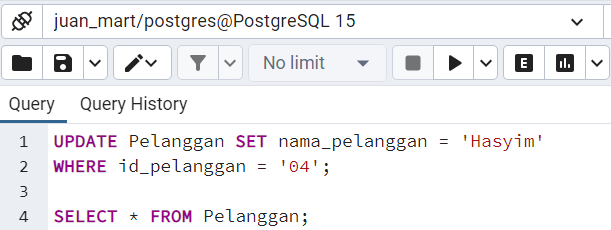 juan_mart/postgres@PostgreSQL 15
No limit
E
Query Query History
1 UPDATE Pelanggan SET nama_pelanggan = 'Hasyim'
2 WHERE id_pelanggan = '04';
3
4 SELECT * FROM Pelanggan;